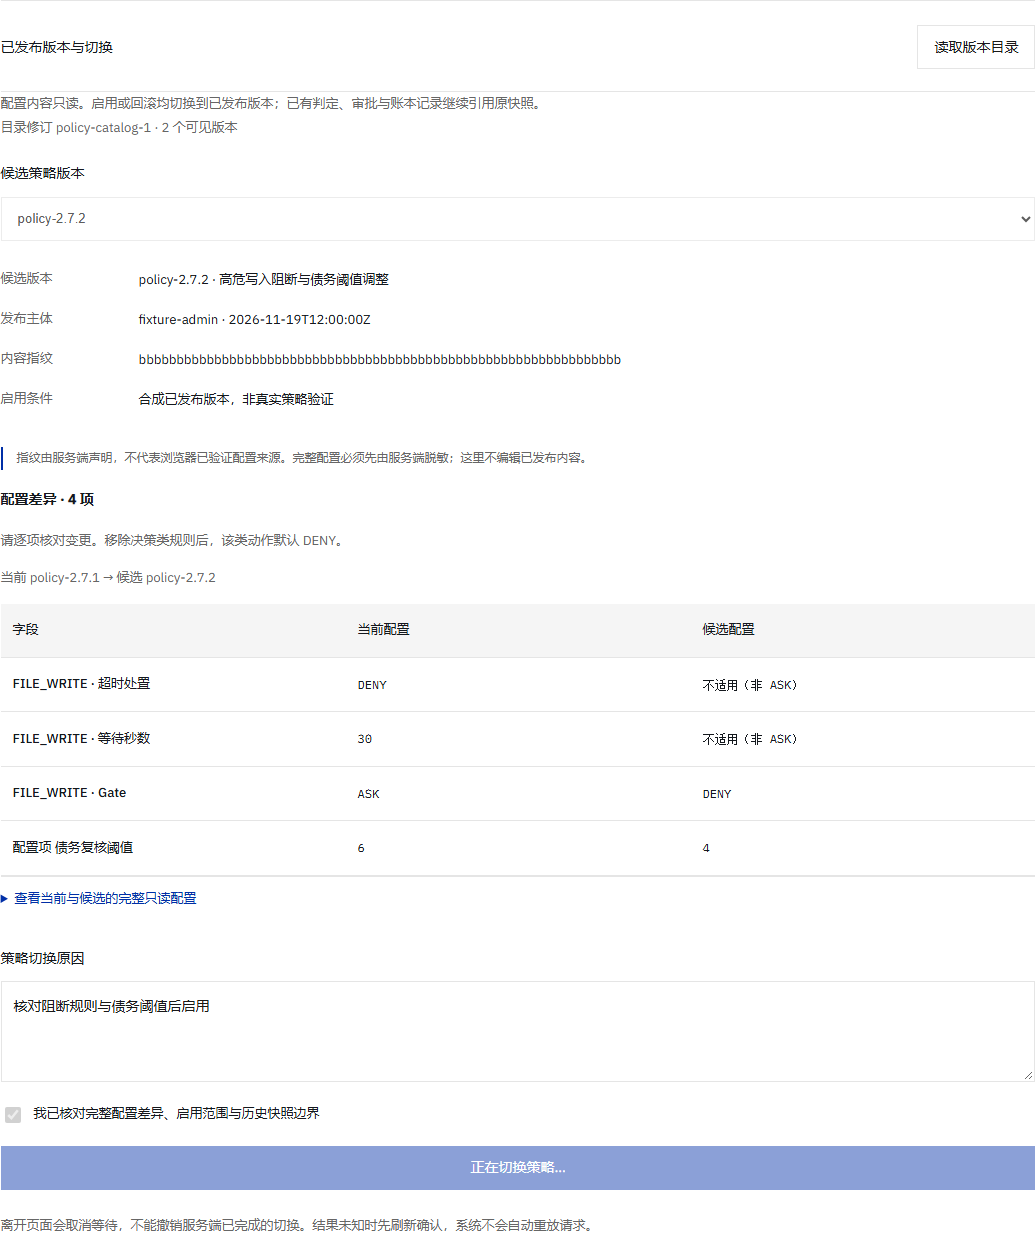 已发布版本与切换
读取版本目录
配置内容只读。启用或回滚均切换到已发布版本；已有判定、审批与账本记录继续引用原快照。
目录修订 policy-catalog-1 · 2 个可见版本
候选策略版本
policy-2.7.2
候选版本 policy-2.7.2 · 高危写入阻断与债务阈值调整
发布主体 fixture-admin · 2026-11-19T12:00:00Z
内容指纹 bbbbbbbbbbbbbbbbbbbbbbbbbbbbbbbbbbbbbbbbbbbbbbbbbbbbbbbbbbbbbbbb
启用条件 合成已发布版本，非真实策略验证
指纹由服务端声明，不代表浏览器已验证配置来源。完整配置必须先由服务端脱敏；这里不编辑已发布内容。
配置差异 · 4 项
请逐项核对变更。移除决策类规则后，该类动作默认 DENY。
当前 policy-2.7.1 → 候选 policy-2.7.2
字段 当前配置 候选配置
FILE_WRITE · 超时处置 DENY 不适用（非 ASK）
FILE_WRITE · 等待秒数 30 不适用（非 ASK）
FILE_WRITE · Gate ASK DENY
配置项 债务复核阈值 6 4
查看当前与候选的完整只读配置
策略切换原因
核对阻断规则与债务阈值后启用
我已核对完整配置差异、启用范围与历史快照边界
正在切换策略...
离开页面会取消等待，不能撤销服务端已完成的切换。结果未知时先刷新确认，系统不会自动重放请求。